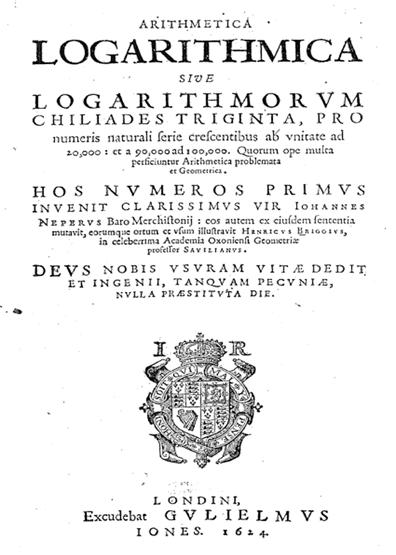 ARITHMETICA
LOGARITHMICA
SIVE
LOGARITHMORVM
CHILIADES TRIGINTA, PRO
numeris naturali serie crescentibus ab vnitate ad
20,000: et a 90,000 ad 100,000. Quorum ope multa
perficiuntur Arithmetica problemata
et Geometrica.
HOS NVMEROS PRIMVS
INVENIT CLARISSIMVS VIR IOHANNES
NEPERVS Baro Merchistonij: eos autem ex eiusdem sententia
mutavit, eorumque ortum et vsum illustravit HENRICVS BRIGGIVS,
in celeberrima Academia Oxoniensi Geometriæ
professor SAVILIANVS.
DEVS NOBIS VSVRAM VITÆ DEDIT
ET INGENII, TANQVAM PECVNIÆ,
NVLLA PRÆSTITVTA DIE.
I R
LONDINI,
Excudebat GVLIELMVS
IONES. 1624.